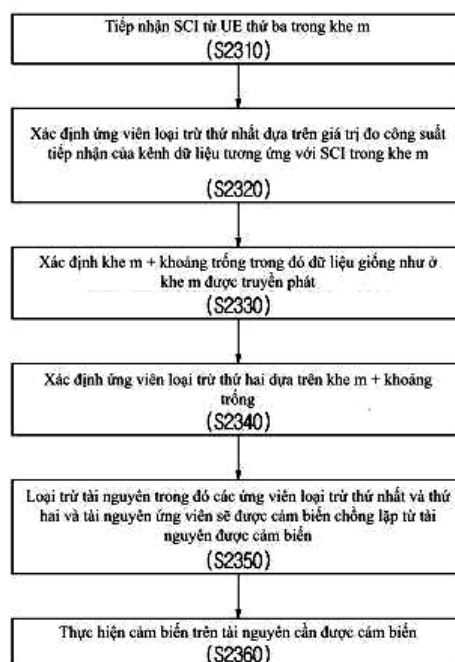 Tiếp nhận SCI từ UE thứ ba trong khe m
(S2310)
Xác định ứng viên loại trừ thứ nhất dựa trên giá trị đo công suất
tiếp nhận của kênh dữ liệu tương ứng với SCI trong khe m
(S2320)
Xác định khe m + khoảng trống trong đó dữ liệu giống như ở
khe m được truyền phát
(S2330)
Xác định ứng viên loại trừ thứ hai dựa trên khe m + khoảng
trống
(S2340)
Loại trừ tài nguyên trong đó các ứng viên loại trừ thứ nhất và thứ
hai và tài nguyên ứng viên sẽ được cảm biến chồng lặp từ tài
nguyên được cảm biến
(S2350)
Thực hiện cảm biến trên tài nguyên cần được cảm biến
(S2360)